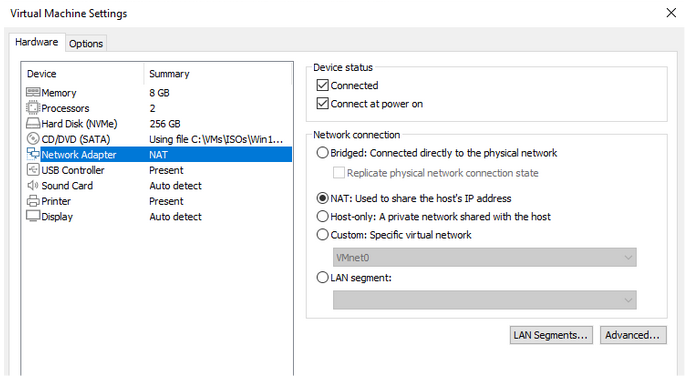 Virtual Machine Settings
Hardware Options
Device Summary
Memory 8 GB
Processors 2
Hard Disk (NVMe) 256 GB
CD/DVD (SATA) Using file C:\VMs\ISOs\Win1...
Network Adapter NAT
USB Controller Present
Sound Card Auto detect
Printer Present
Display Auto detect
Device status
Connected
Connect at power on
Network connection
Bridged: Connected directly to the physical network
Replicate physical network connection state
NAT: Used to share the host's IP address
Host-only: A private network shared with the host
Custom: Specific virtual network
VMnet0
LAN segment:
LAN Segments... Advanced...